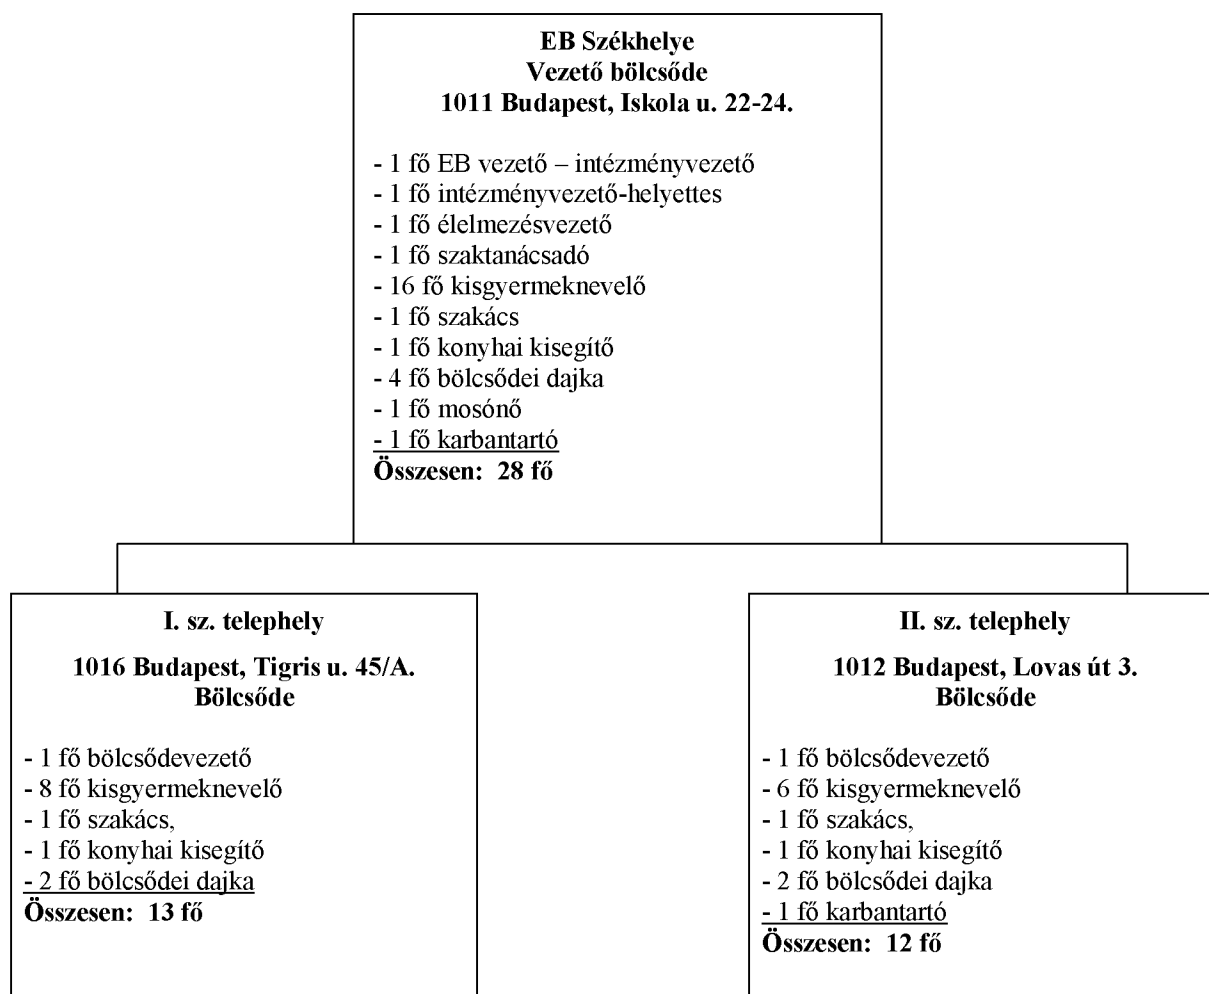 EB Székhelye
Vezető bölcsőde
1011 Budapest, Iskola u. 22-24.
- 1 fő EB vezető – intézményvezető
- 1 fő intézményvezető-helyettes
- 1 fő élelmezésvezető
- 1 fő szaktanácsadó
- 16 fő kisgyermeknevelő
- 1 fő szakács
- 1 fő konyhai kisegítő
- 4 fő bölcsődei dajka
- 1 fő mosónő
- 1 fő karbantartó
Összesen: 28 fő
I. sz. telephely
1016 Budapest, Tigris u. 45/A.
Bölcsőde
- 1 fő bölcsődevezető
- 8 fő kisgyermeknevelő
- 1 fő szakács,
- 1 fő konyhai kisegítő
- 2 fő bölcsődei dajka
Összesen: 13 fő
II. sz. telephely
1012 Budapest, Lovas út 3.
Bölcsőde
- 1 fő bölcsődevezető
- 6 fő kisgyermeknevelő
- 1 fő szakács,
- 1 fő konyhai kisegítő
- 2 fő bölcsődei dajka
- 1 fő karbantartó
Összesen: 12 fő